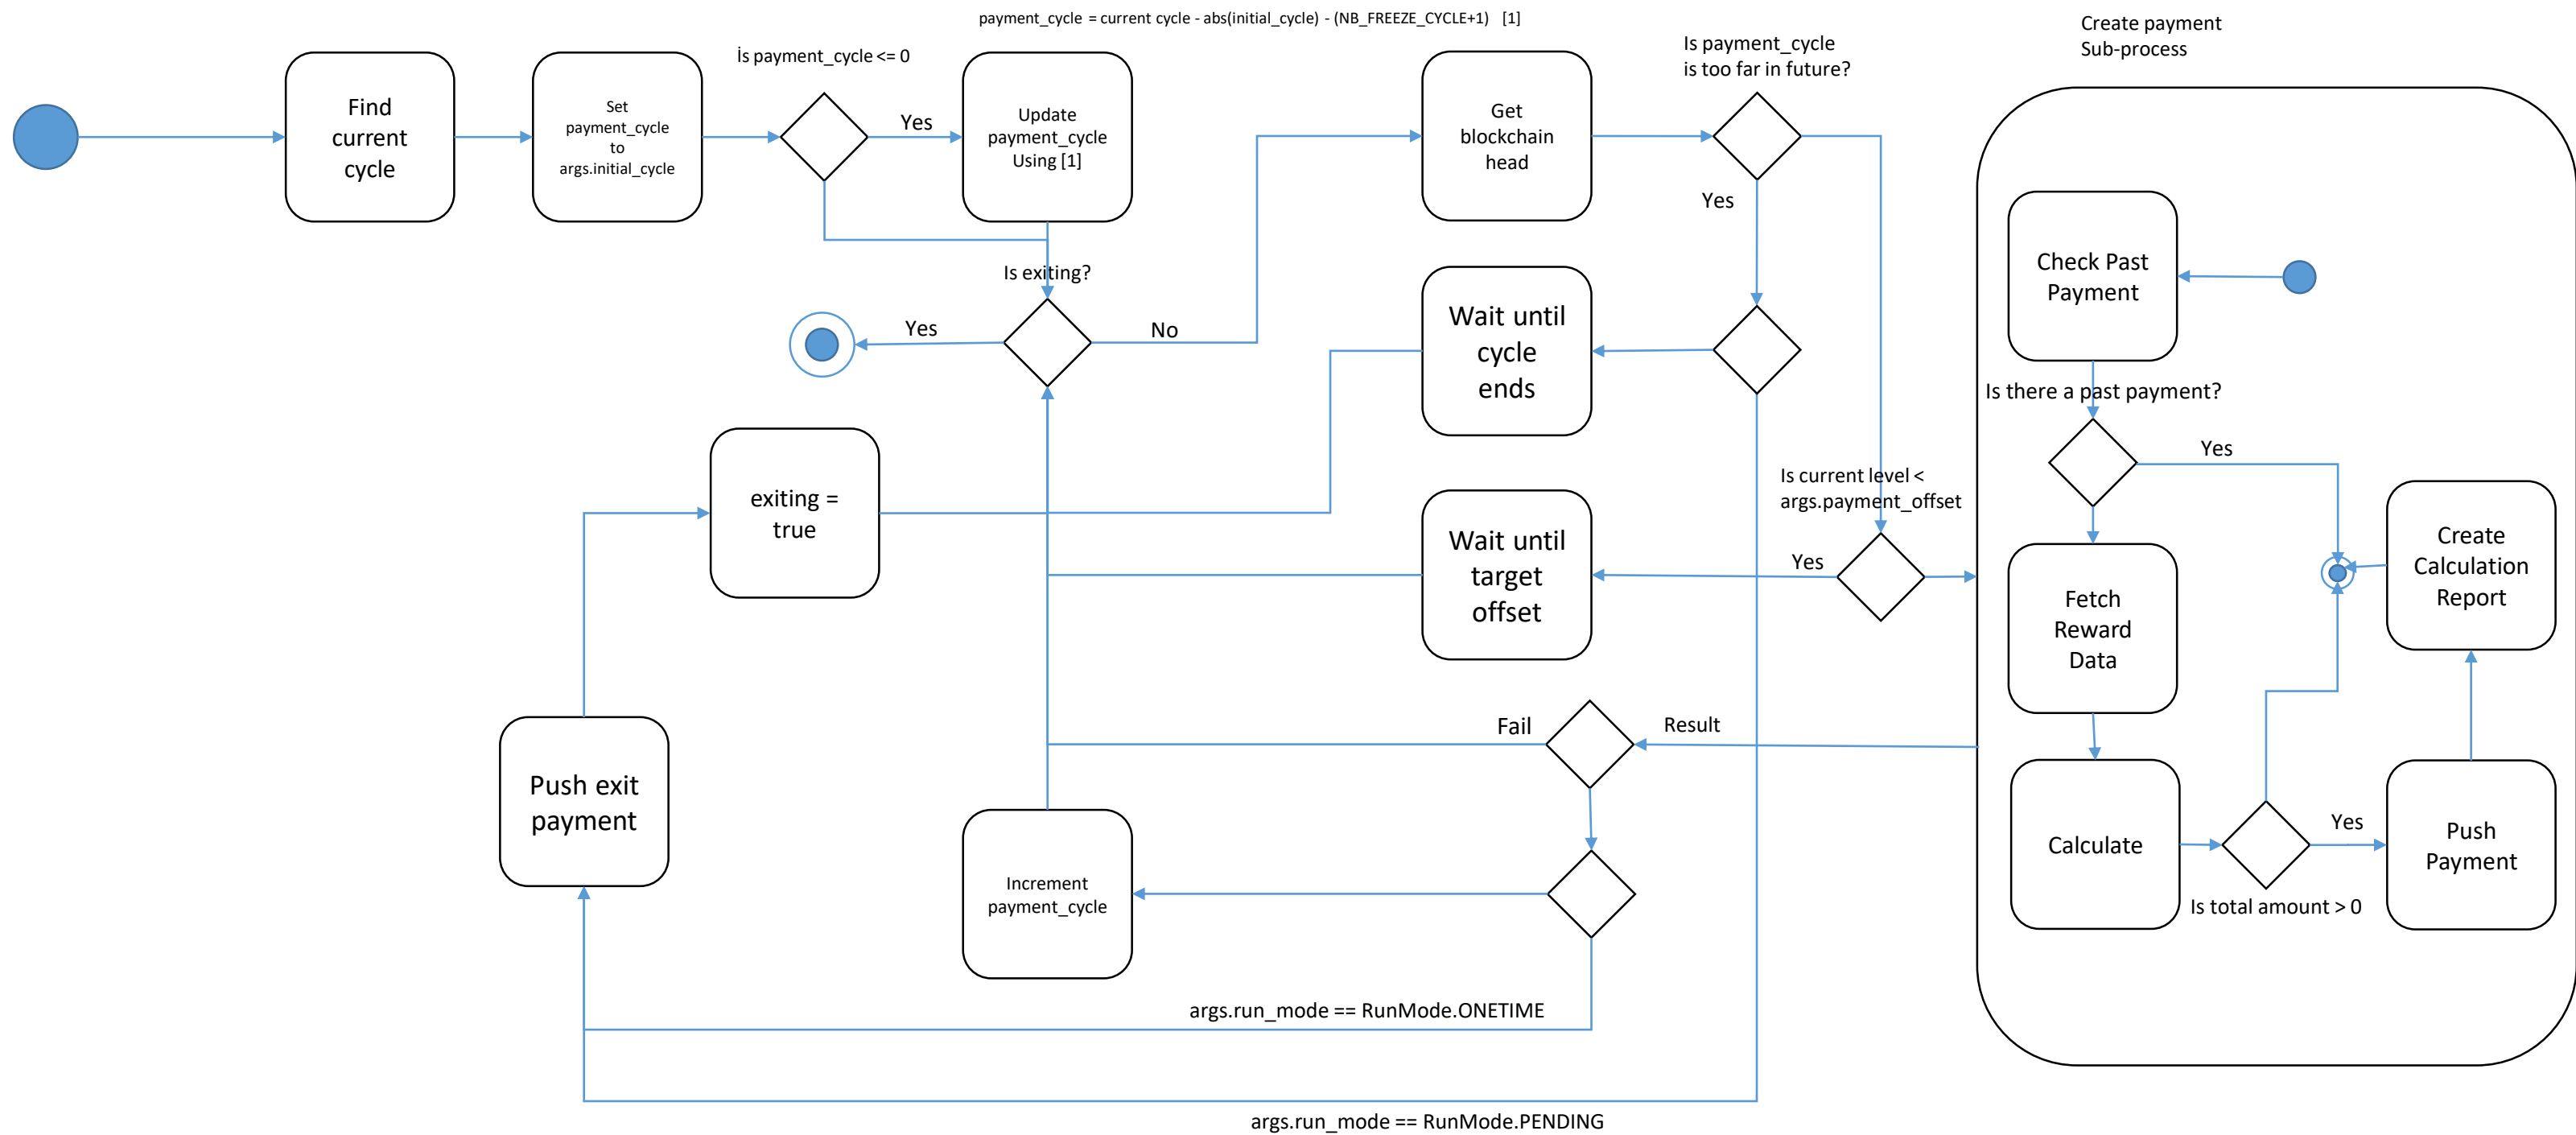 payment_cycle = current cycle - abs(initial_cycle) - (NB_FREEZE_CYCLE+1) [1]
Create payment
Sub-process
Find
current
cycle
Set
payment_cycle
to
args.initial_cycle
İs payment_cycle <= 0
Yes
Update
payment_cycle
Using [1]
Get
blockchain
head
Is payment_cycle
is too far in future?
Yes
Is exiting?
Yes
No
Wait until
cycle
ends
Check Past
Payment
Is there a past payment?
Yes
exiting =
true
Wait until
target
offset
Is current level <
args.payment_offset
Yes
Fetch
Reward
Data
Create
Calculation
Report
Push exit
payment
Fail
Result
Increment
payment_cycle
Calculate
Yes
Is total amount > 0
Push
Payment
args.run_mode == RunMode.ONETIME
args.run_mode == RunMode.PENDING